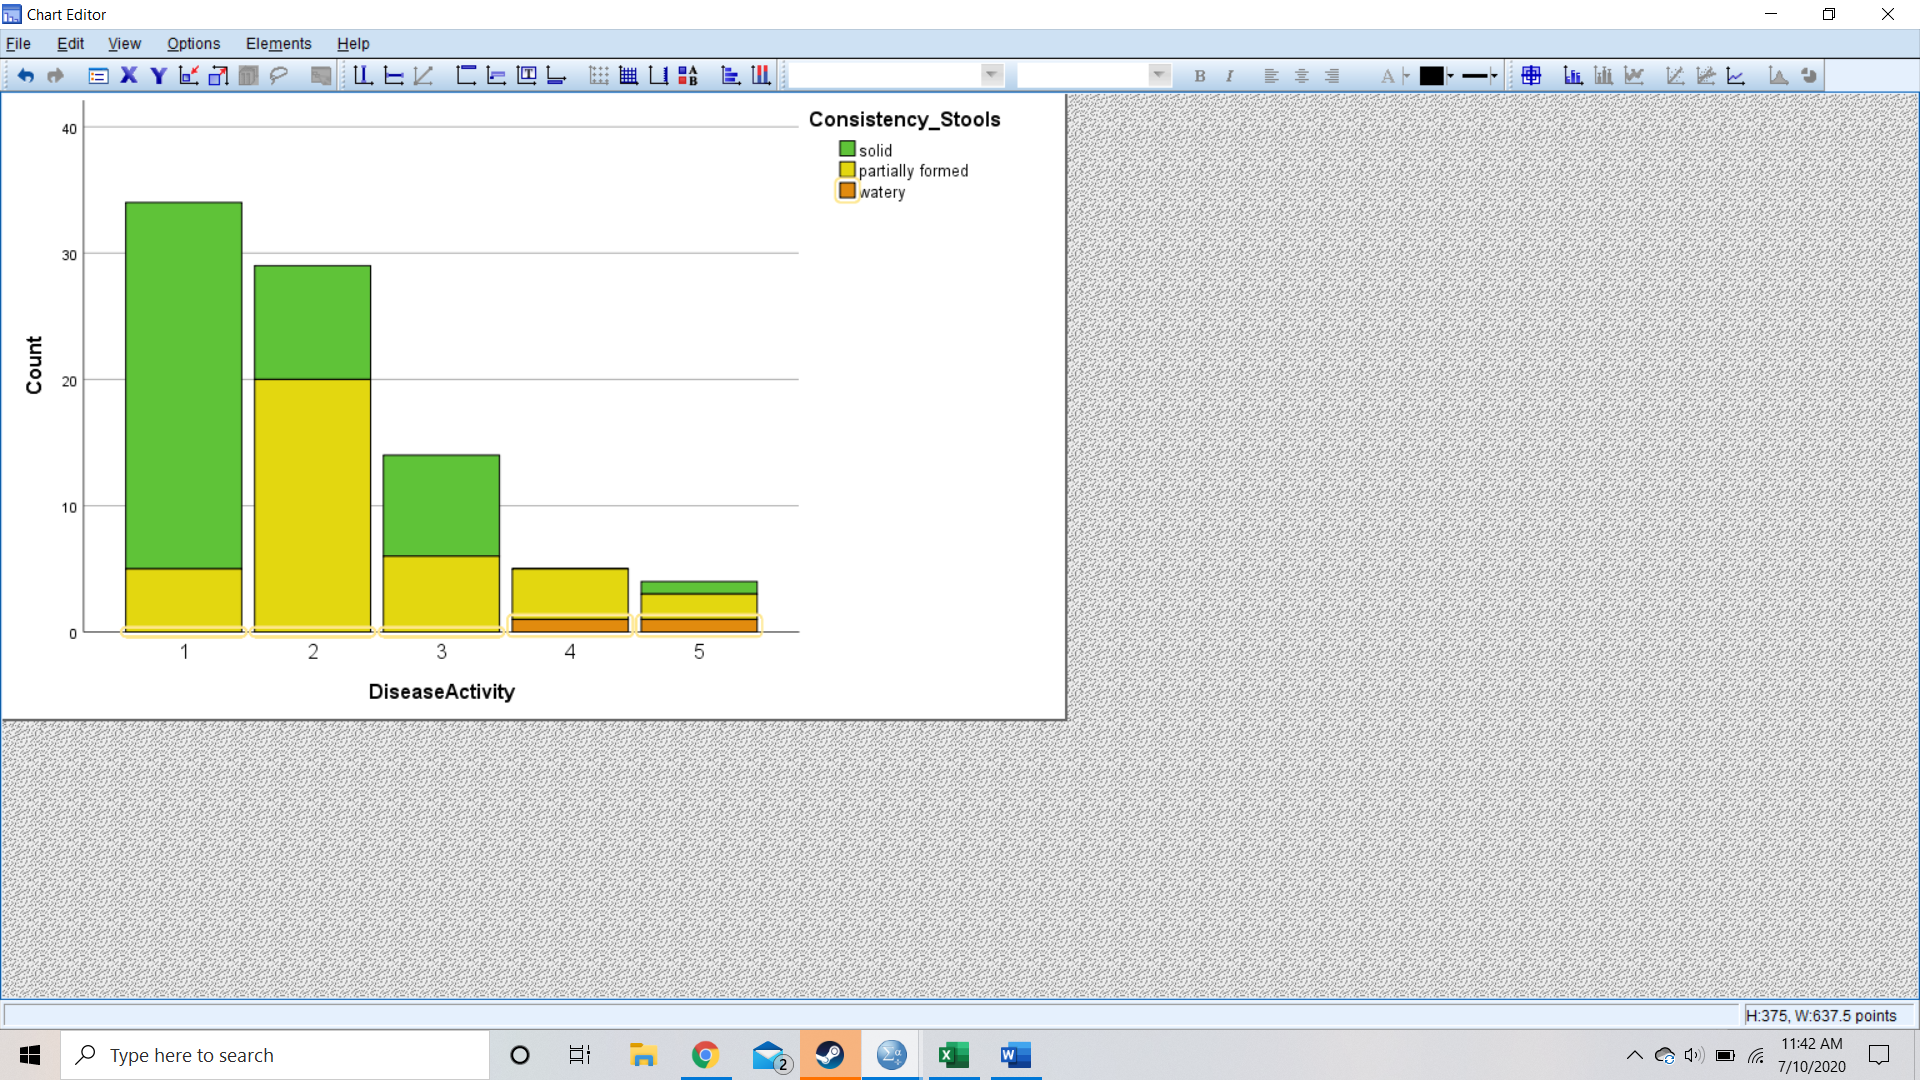 Chart Editor
File Edit View Options Elements Help
X Y T A B B I A
Consistency_Stools
solid
partially formed
watery
40
30
20
10
0
Count
1 2 3 4 5
DiseaseActivity
H:375, W:637.5 points
Type here to search
2
Σα
X
W
11:42 AM
7/10/2020